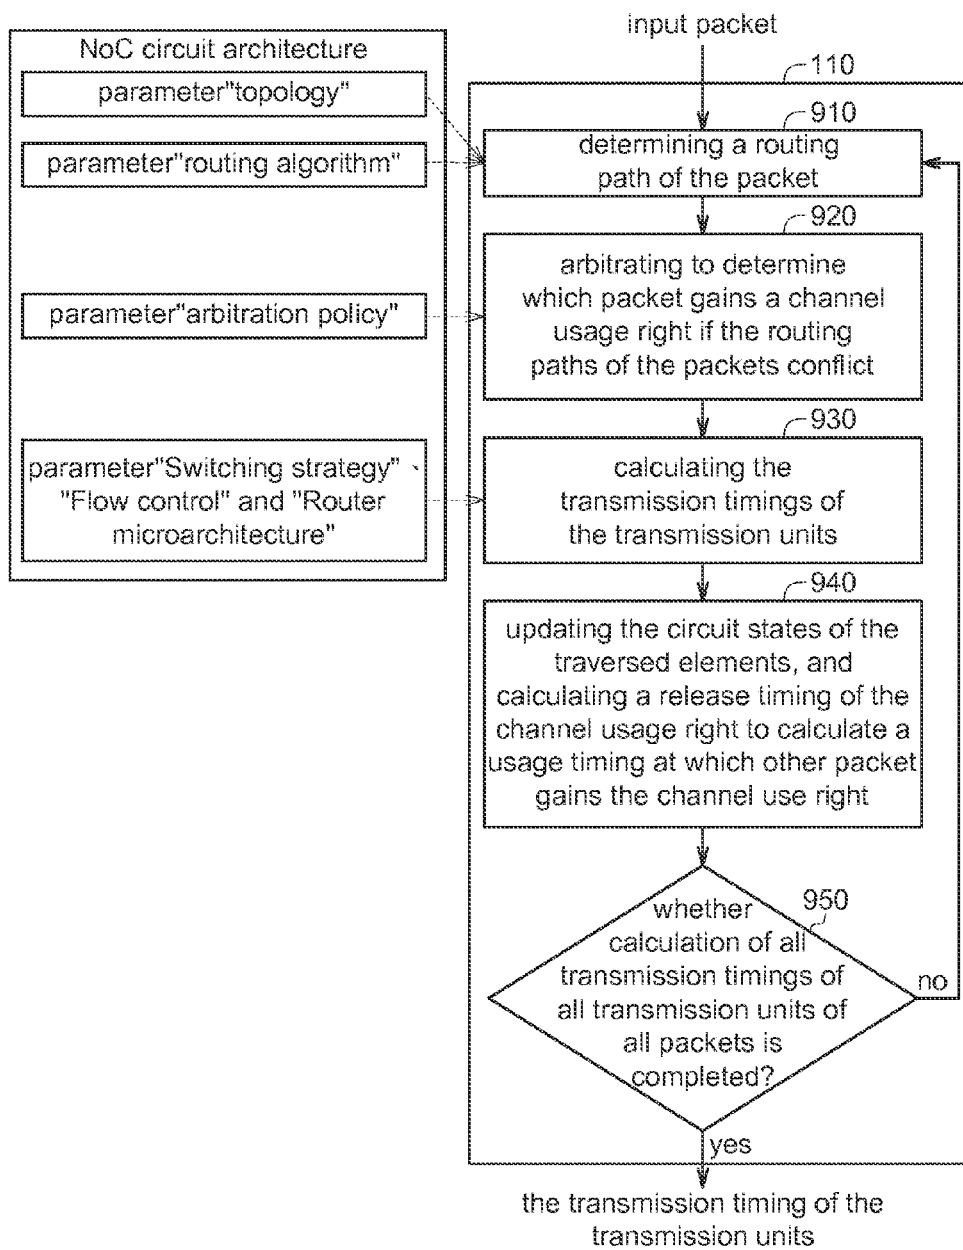 input packet
NoC circuit architecture
parameter"topology"
parameter"routing algorithm"
parameter"arbitration policy"
parameter"Switching strategy"、
"Flow control" and "Router
microarchitecture"
110
910
determining a routing
path of the packet
920
arbitrating to determine
which packet gains a channel
usage right if the routing
paths of the packets conflict
930
calculating the
transmission timings of
the transmission units
940
updating the circuit states of the
traversed elements, and
calculating a release timing of the
channel usage right to calculate a
usage timing at which other packet
gains the channel use right
950
whether
calculation of all
transmission timings of
all transmission units of
all packets is
completed?
no
yes
the transmission timing of the
transmission units